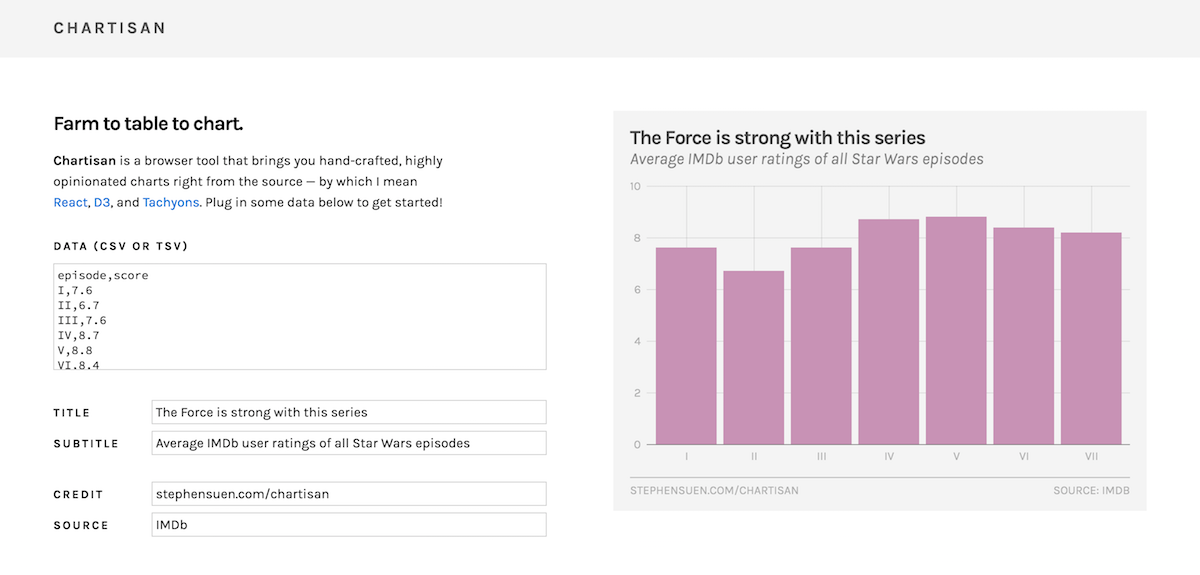 CHARTISAN
Farm to table to chart.
Chartisan is a browser tool that brings you hand-crafted, highly
opinionated charts right from the source — by which I mean
React, D3, and Tachyons. Plug in some data below to get started!
DATA (CSV OR TSV)
episode,score
I,7.6
II,6.7
III,7.6
IV,8.7
V,8.8
VI,8.4
TITLE
The Force is strong with this series
SUBTITLE
Average IMDb user ratings of all Star Wars episodes
CREDIT
stephensuen.com/chartisan
SOURCE
IMDb
The Force is strong with this series
Average IMDb user ratings of all Star Wars episodes
10
8
6
4
2
0
I II III IV V VI VII
STEPHENSUEN.COM/CHARTISAN SOURCE: IMDB